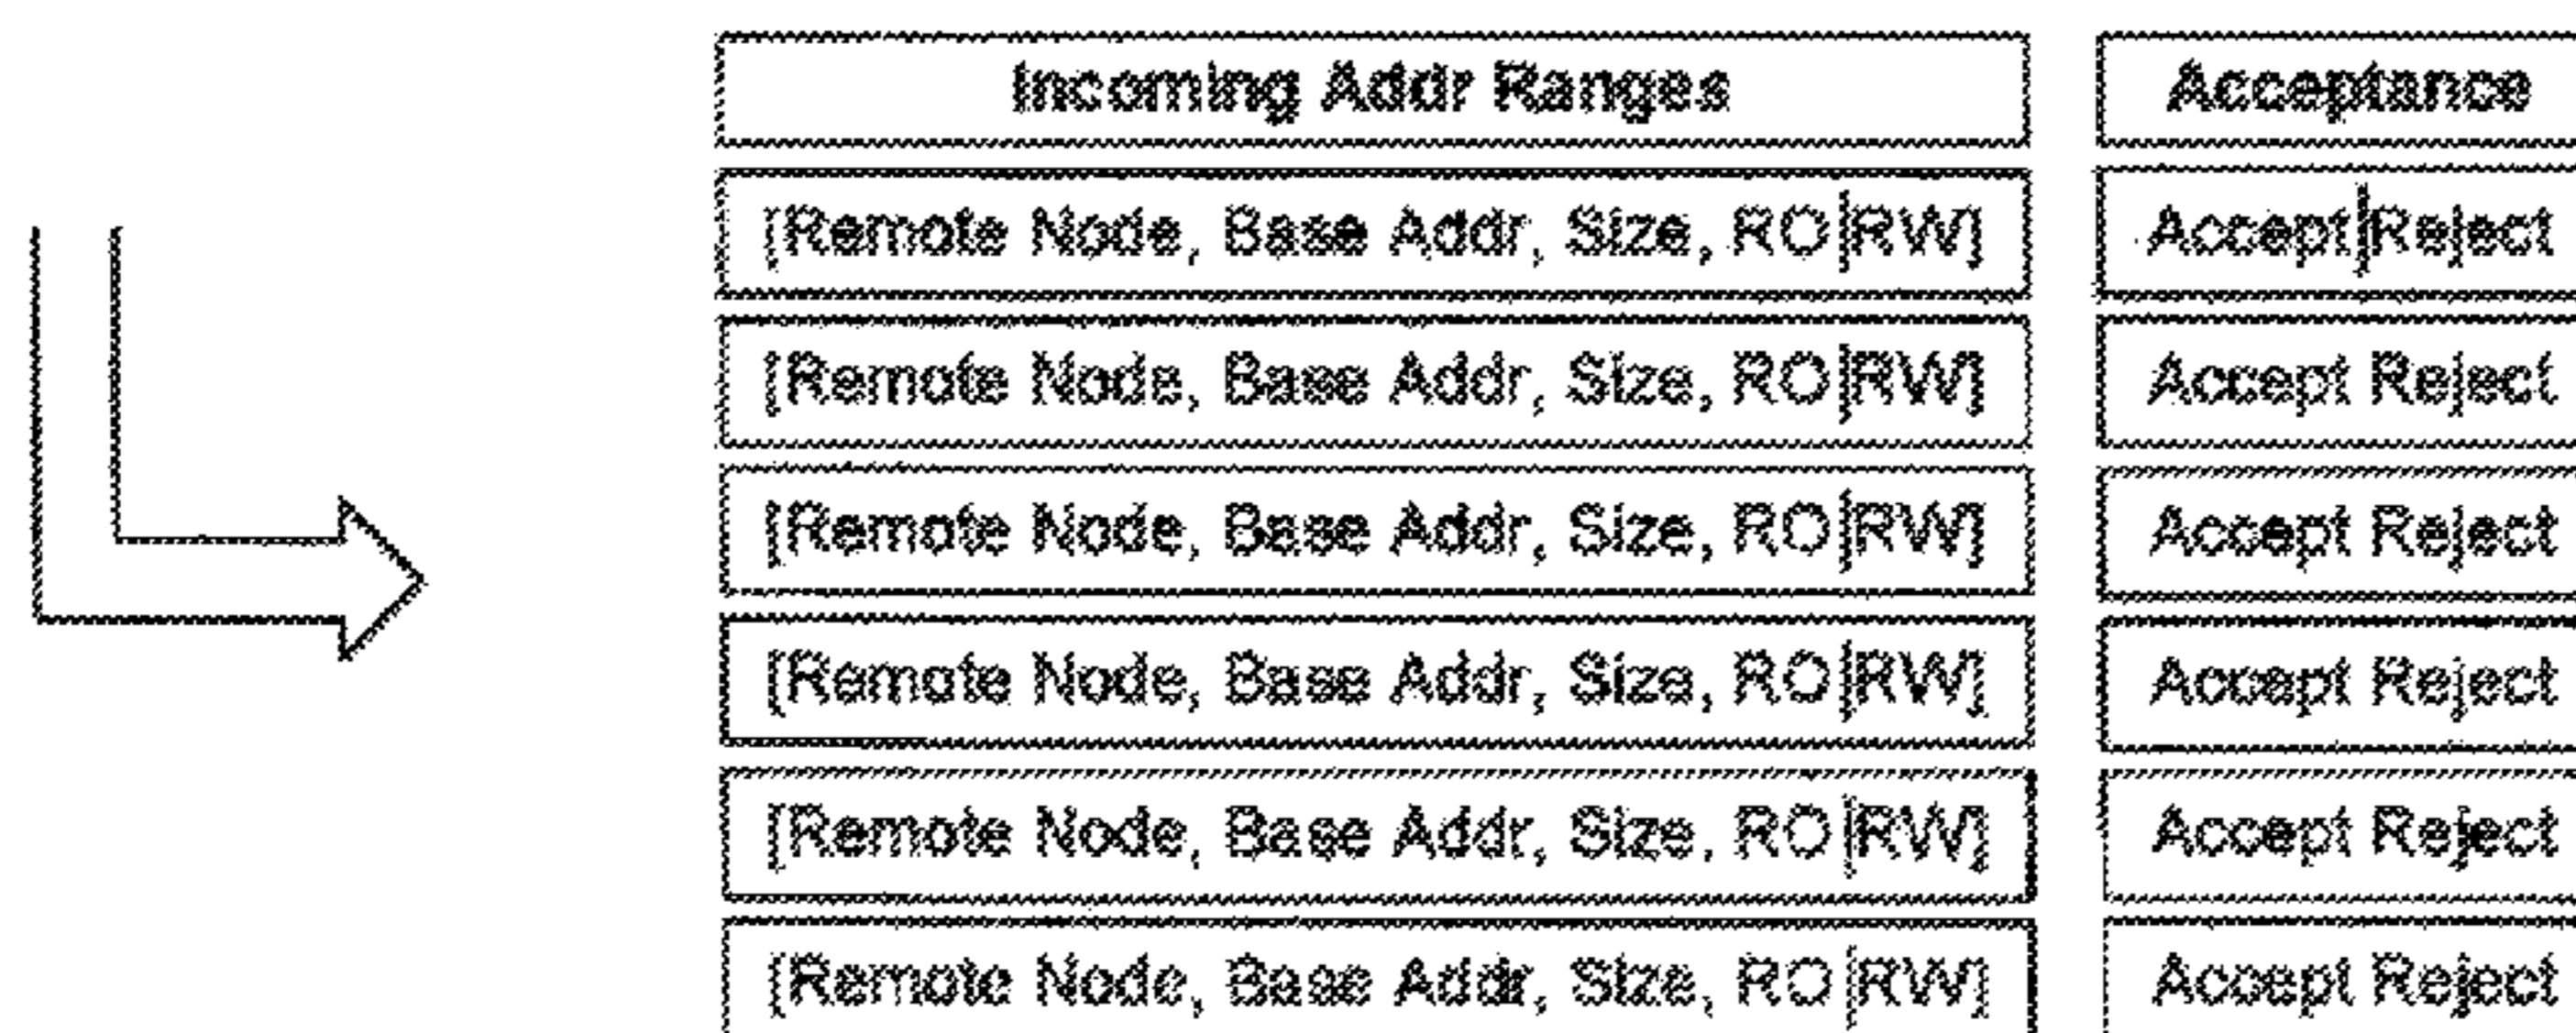 Incoming Addr Ranges Acceptance
[Remote Node, Base Addr, Size, RO|RW] Accept|Reject
[Remote Node, Base Addr, Size, RO|RW] Accept Reject
[Remote Node, Base Addr, Size, RO|RW] Accept Reject
[Remote Node, Base Addr, Size, RO|RW] Accept Reject
[Remote Node, Base Addr, Size, RO|RW] Accept Reject
[Remote Node, Base Addr, Size, RO|RW] Accept Reject